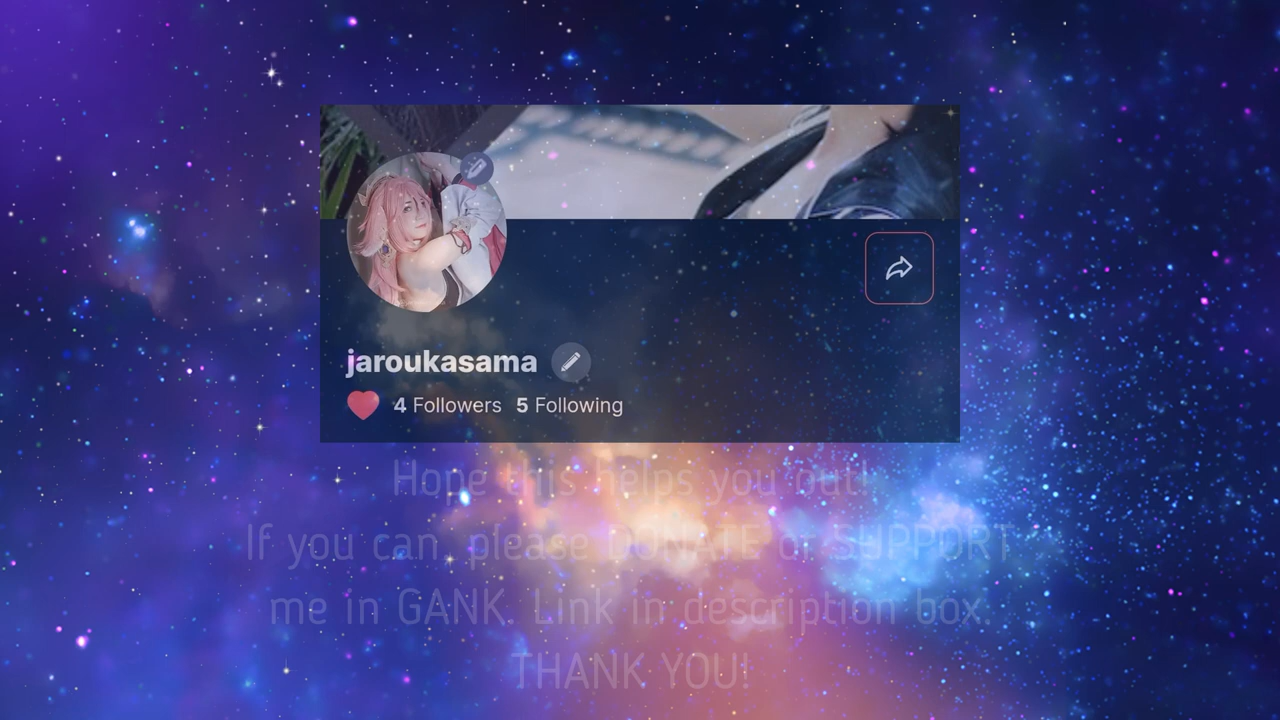 jaroukasama
4 Followers 5 Following
Hope this helps you out!
If you can, please DONATE or SUPPORT
me in GANK. Link in description box.
THANK YOU!